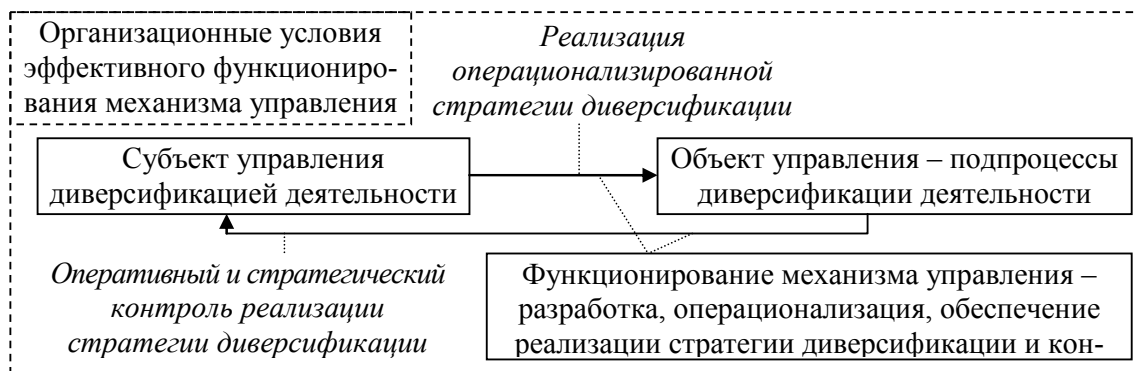 Организационные условия
эффективного функциониро-
вания механизма управления
Реализация
операционализированной
стратегии диверсификации
Субъект управления
диверсификацией деятельности
Объект управления – подпроцессы
диверсификации деятельности
Оперативный и стратегический
контроль реализации
стратегии диверсификации
Функционирование механизма управления –
разработка, операционализация, обеспечение
реализации стратегии диверсификации и кон-